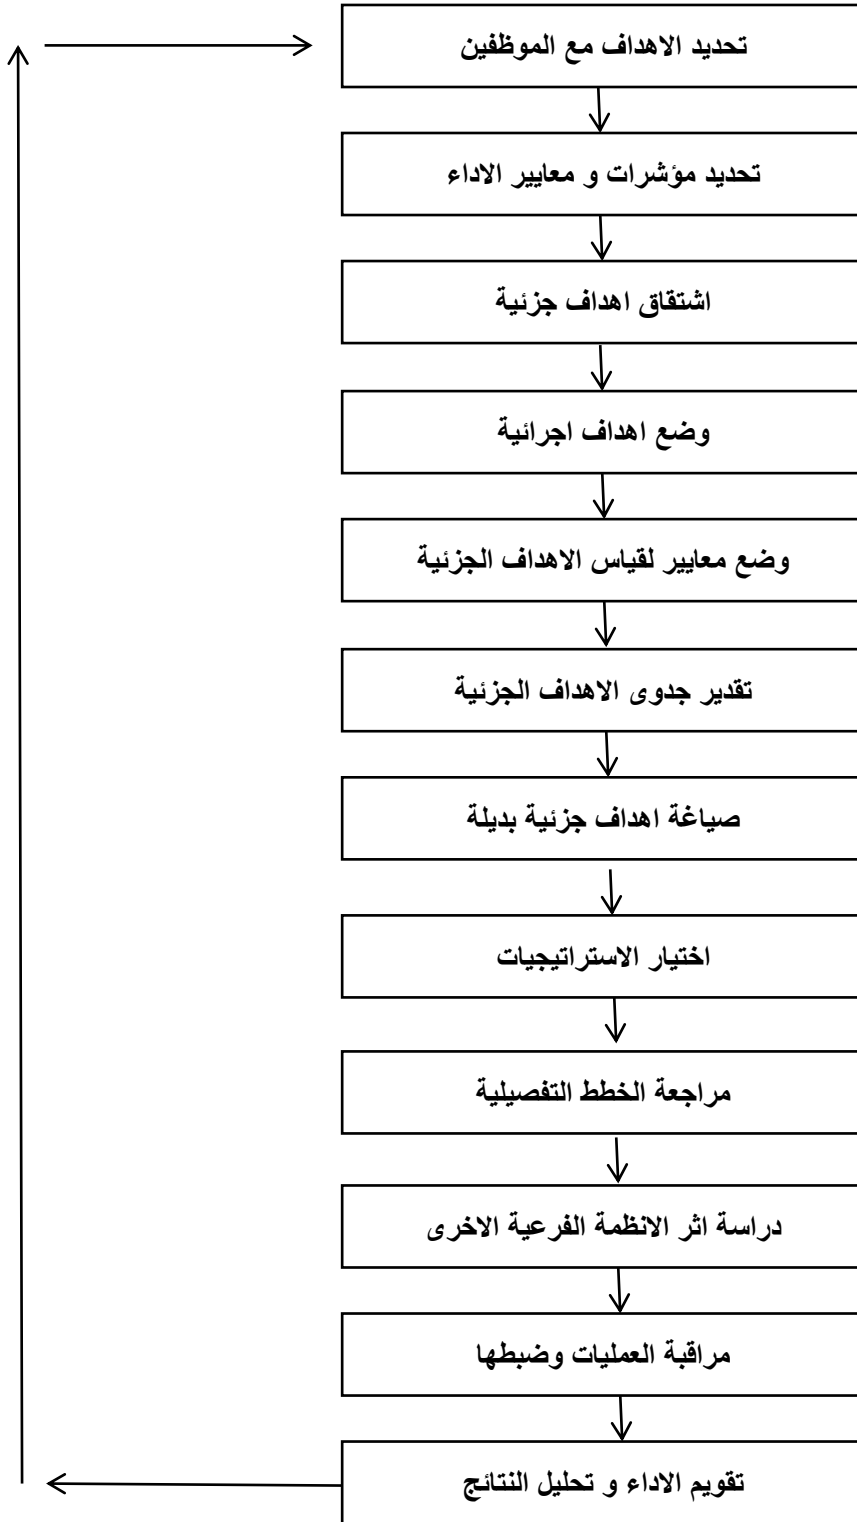 تحديد الاهداف مع الموظفين
تحديد مؤشرات و معايير الاداء
اشتقاق اهداف جزئية
وضع اهداف اجرائية
وضع معايير لقياس الاهداف الجزئية
تقدير جدوى الاهداف الجزئية
صياغة اهداف جزئية بديلة
اختيار الاستراتيجيات
مراجعة الخطط التفصيلية
دراسة اثر الانظمة الفرعية الاخرى
مراقبة العمليات وضبطها
تقويم الاداء و تحليل النتائج